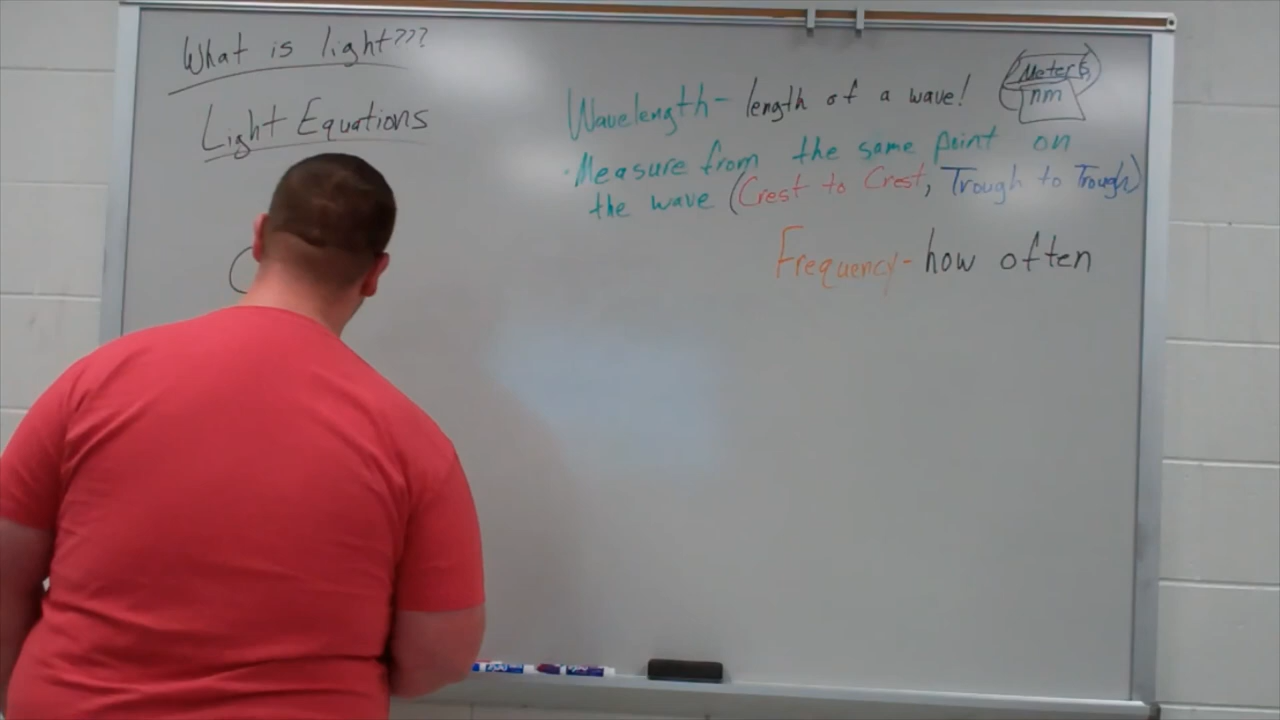 What is light???
Light Equations
C
Wavelength- length of a wave!
Meters,
nm
·Measure from the same point on
the wave (Crest to Crest, Trough to Trough)
Frequency- how often